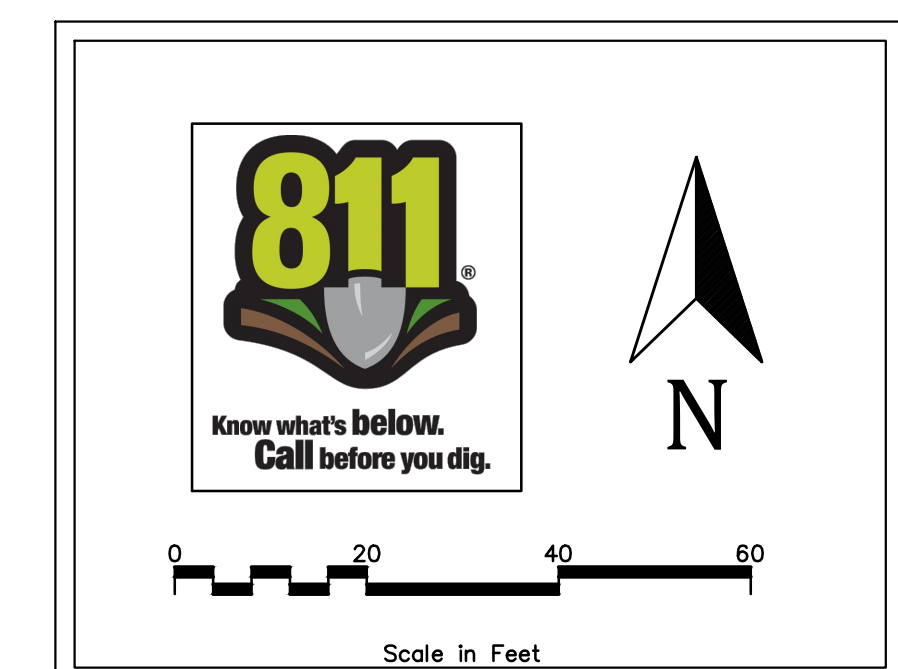 811®
Know what's below.
Call before you dig.
N
0 20 40 60
Scale in Feet